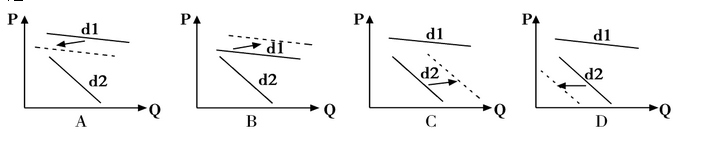 P d1 d2 Q
A
P d1 d2 Q
B
P d1 d2 Q
C
P d1 d2 Q
D